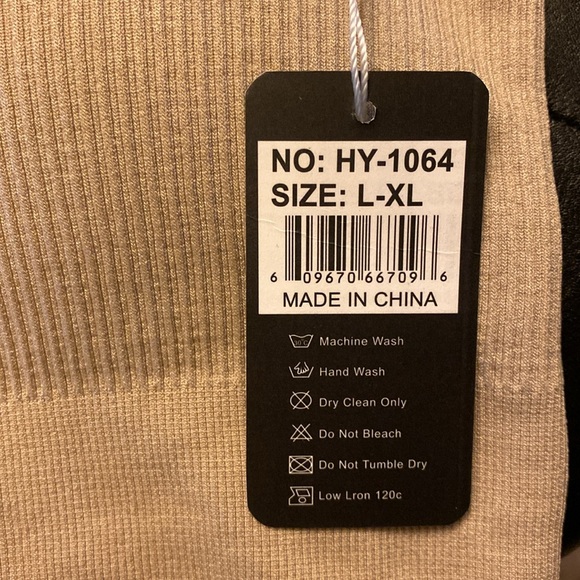 NO: HY-1064
SIZE: L-XL
6 09670 66709 6
MADE IN CHINA
30°C Machine Wash
Hand Wash
Dry Clean Only
Do Not Bleach
Do Not Tumble Dry
Low Lron 120c